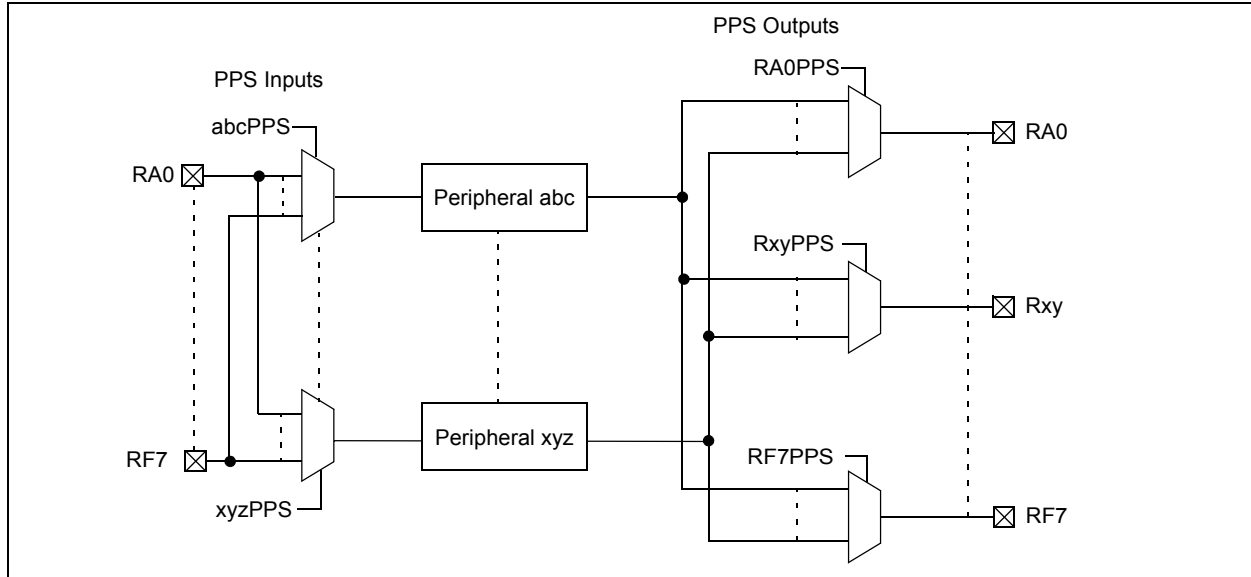 PPS Outputs
RA0PPS
PPS Inputs
abcPPS
RA0
RA0
Peripheral abc
RxyPPS
Rxy
Peripheral xyz
RF7PPS
RF7
xyzPPS
RF7